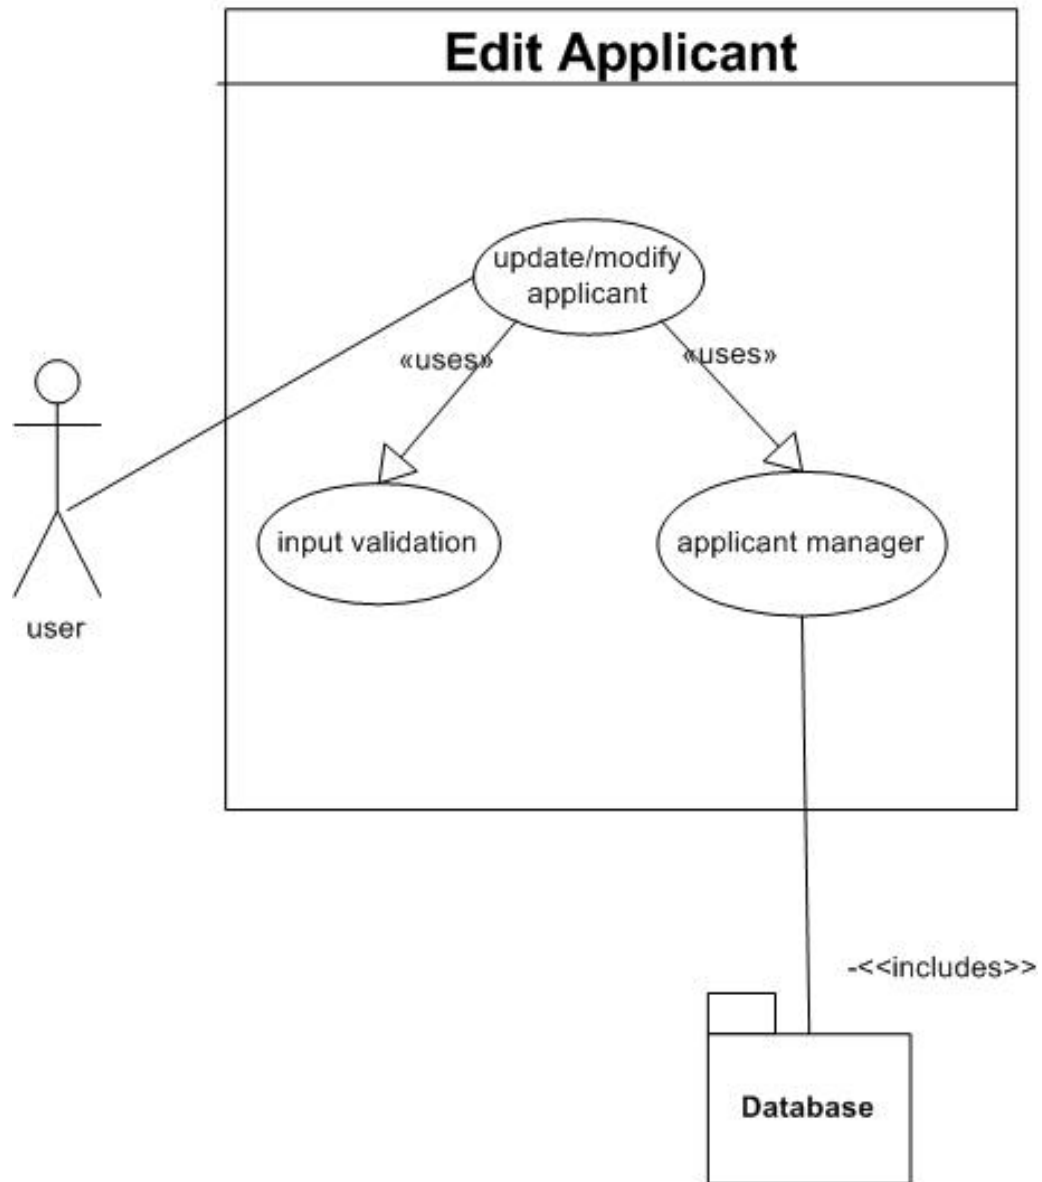 Edit Applicant
update/modify
applicant
«uses»
«uses»
input validation
applicant manager
user
-<<includes>>
Database